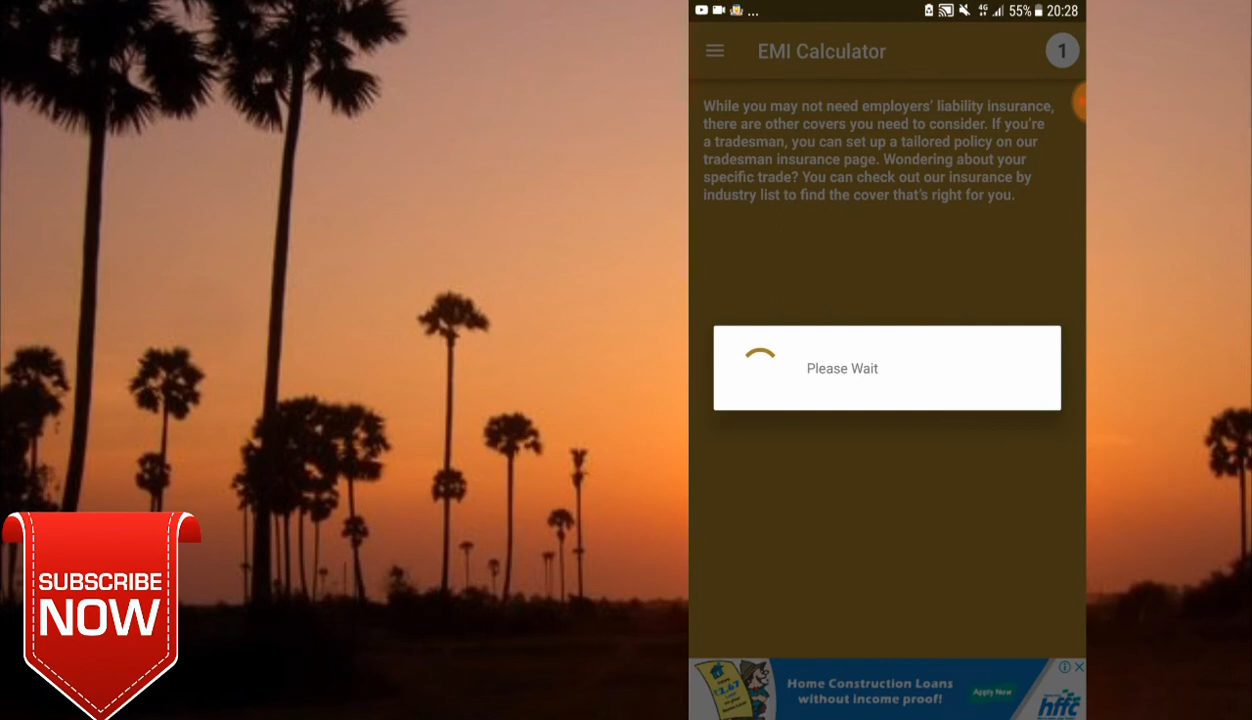 ... 4G 55% 20:28
EMI Calculator 1
While you may not need employers’ liability insurance,
there are other covers you need to consider. If you’re
a tradesman, you can set up a tailored policy on our
tradesman insurance page. Wondering about your
specific trade? You can check out our insurance by
industry list to find the cover that’s right for you.
Please Wait
SUBSCRIBE
NOW
Home Construction Loans
without income proof!
Apply Now
hffc